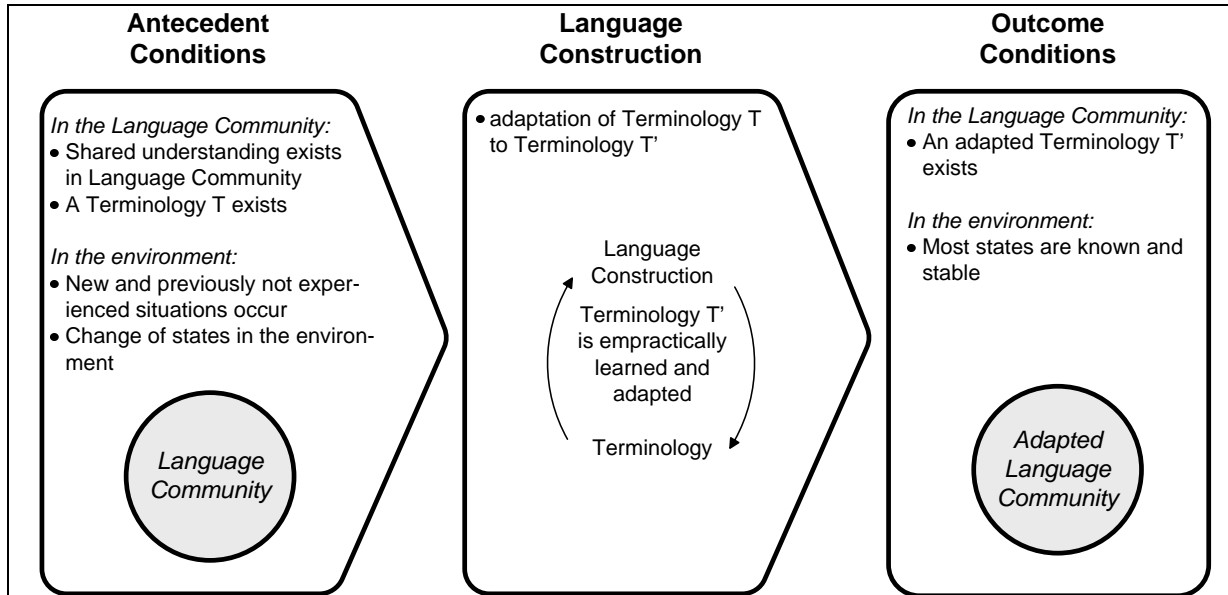 Antecedent
Conditions
In the Language Community:
• Shared understanding exists
in Language Community
• A Terminology T exists
In the environment:
• New and previously not exper-
ienced situations occur
• Change of states in the environ-
ment
Language
Community
Language
Construction
• adaptation of Terminology T
to Terminology T’
Language
Construction
Terminology T’
is empractically
learned and
adapted
Terminology
Outcome
Conditions
In the Language Community:
• An adapted Terminology T’
exists
In the environment:
• Most states are known and
stable
Adapted
Language
Community